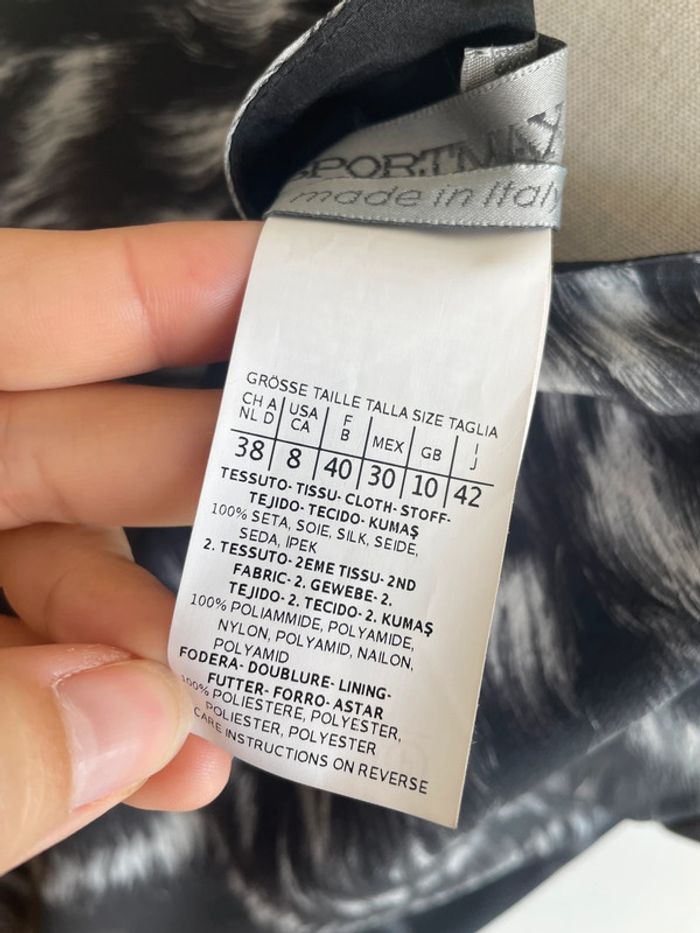 SPORTMAX
made in Italy
GRÖSSE TAILLE TALLA SIZE TAGLIA
CH A NL D USA CA F B MEX GB I J
38 8 40 30 10 42
TESSUTO- TISSU- CLOTH- STOFF-
TEJIDO- TECIDO- KUMAŞ
100% SETA, SOIE, SILK, SEIDE,
SEDA, IPEK
2. TESSUTO- 2EME TISSU- 2ND
FABRIC- 2. GEWEBE- 2.
TEJIDO- 2. TECIDO- 2. KUMAŞ
100% POLIAMMIDE, POLYAMIDE,
NYLON, POLYAMID, NAILON,
POLYAMID
FODERA- DOUBLURE- LINING-
FUTTER- FORRO- ASTAR
100% POLIESTERE, POLYESTER,
POLIESTER, POLYESTER
CARE INSTRUCTIONS ON REVERSE